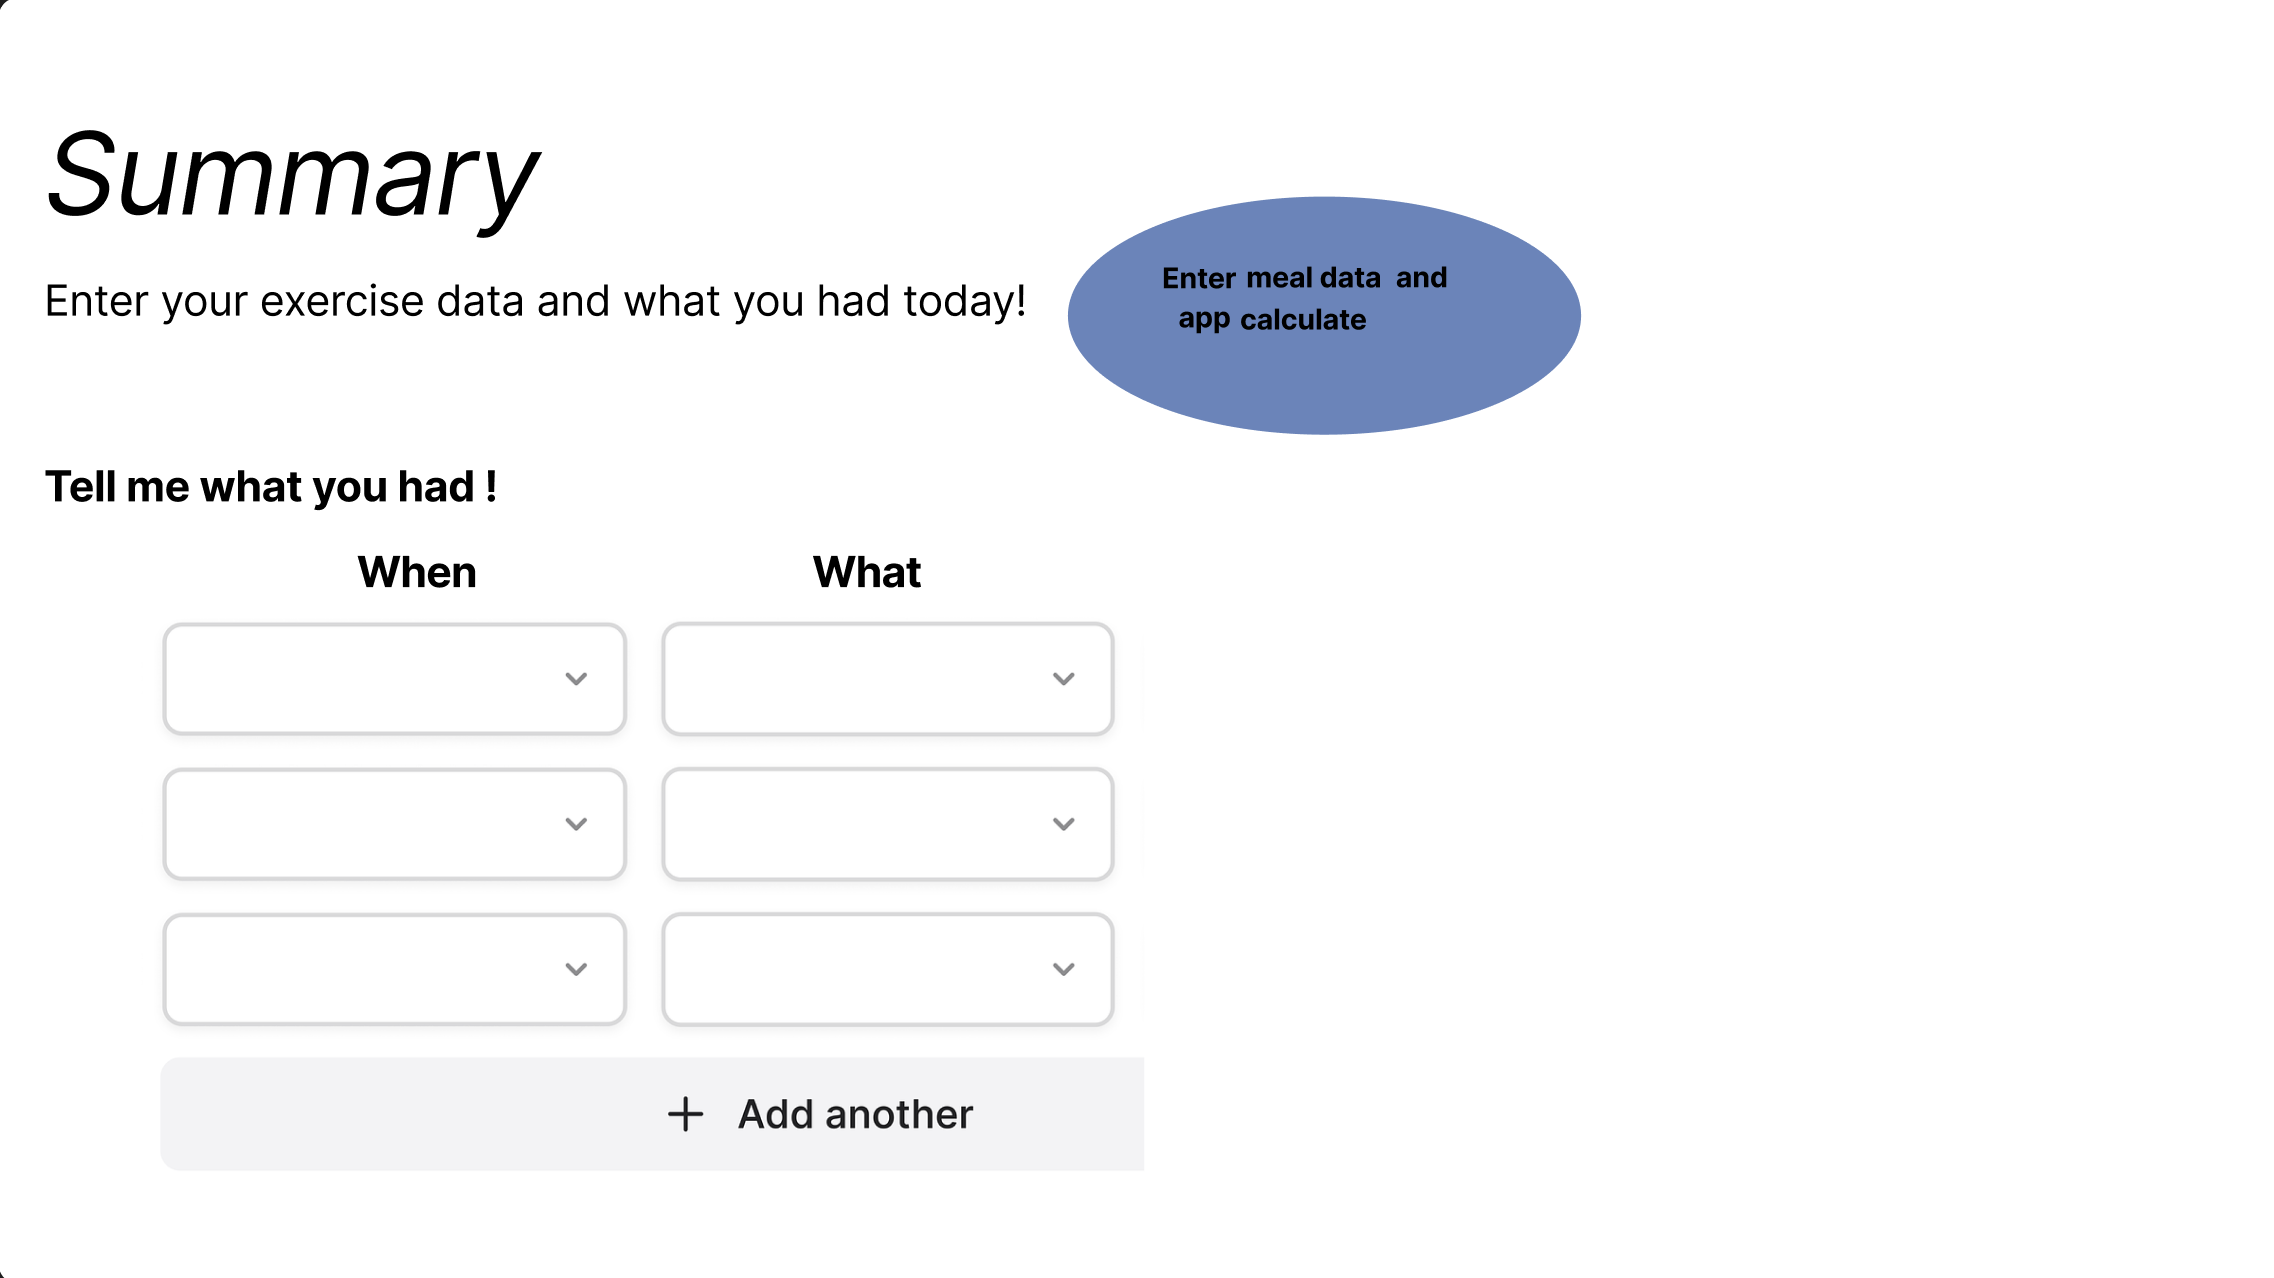 Summary
Enter your exercise data and what you had today!
Enter meal data and
app calculate
Tell me what you had !
When What
Add another